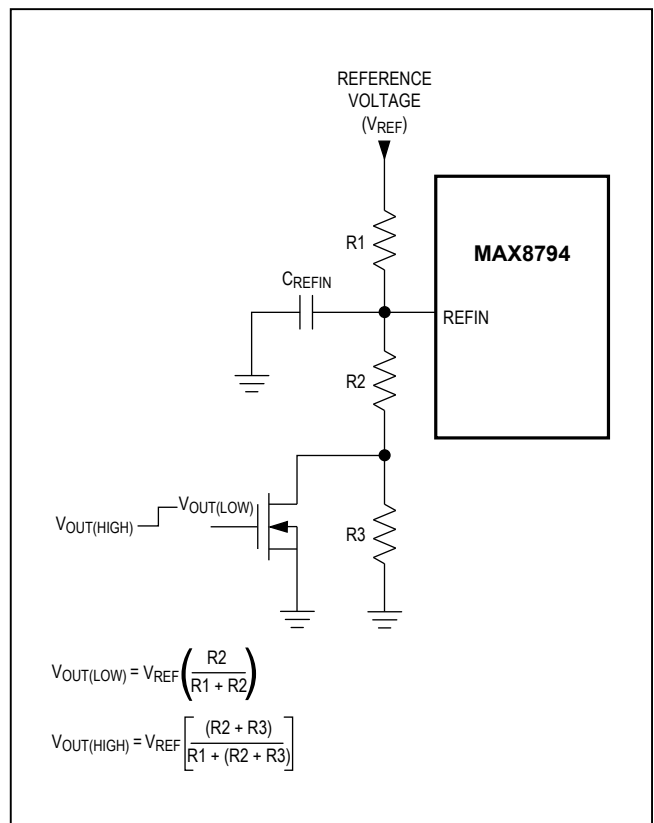 REFERENCE
VOLTAGE
(VREF)
R1
MAX8794
CREFIN
REFIN
R2
VOUT(LOW)
VOUT(HIGH)
R3
VOUT(LOW) = VREF(R2 / R1 + R2)
VOUT(HIGH) = VREF[(R2 + R3) / R1 + (R2 + R3)]